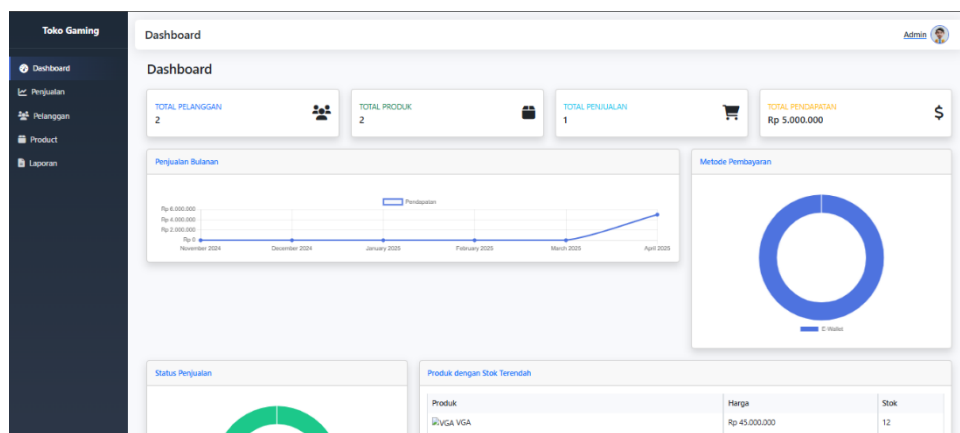 Toko Gaming
Dashboard
Admin
Dashboard
Penjualan
Pelanggan
Product
Laporan
Dashboard
TOTAL PELANGGAN
2
TOTAL PRODUK
2
TOTAL PENJUALAN
1
TOTAL PENDAPATAN
Rp 5.000.000
Penjualan Bulanan
Pendapatan
Rp 6.000.000
Rp 4.000.000
Rp 2.000.000
Rp 0
November 2024 December 2024 January 2025 February 2025 March 2025 April 2025
Metode Pembayaran
E-Wallet
Status Penjualan
Produk dengan Stok Terendah
Produk Harga Stok
VGA VGA Rp 45.000.000 12